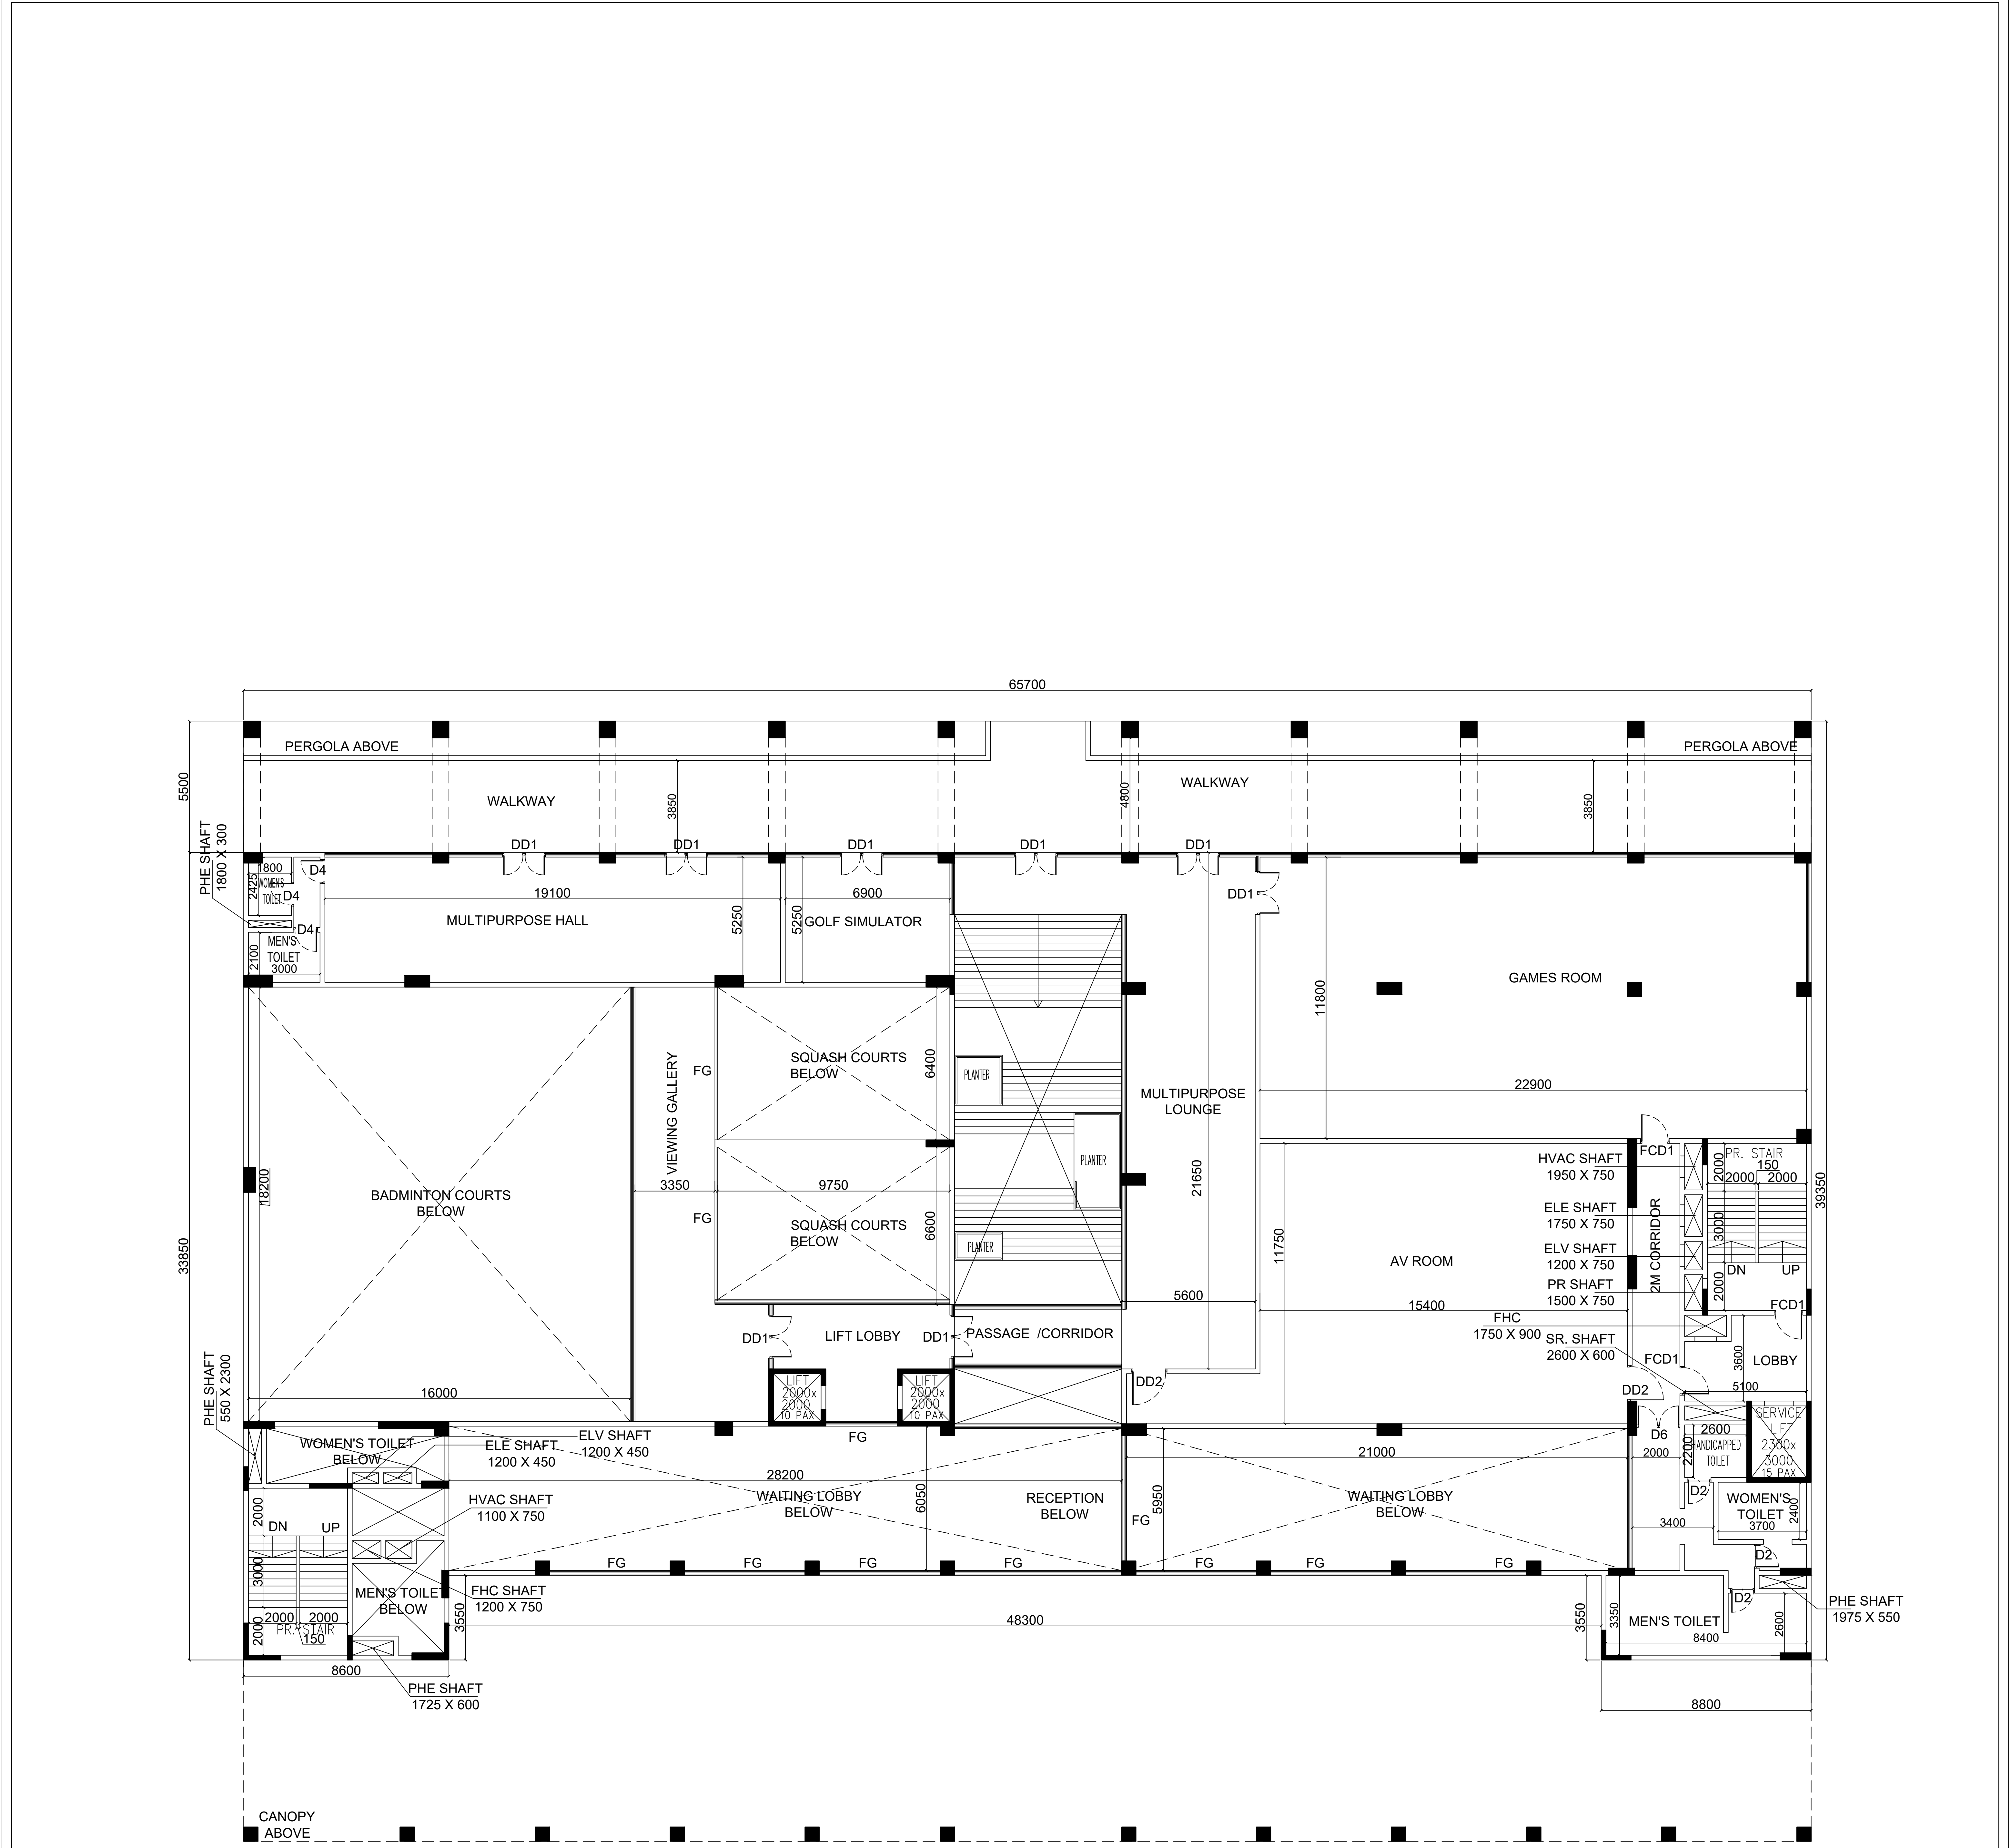 65700
PERGOLA ABOVE
PERGOLA ABOVE
5500
WALKWAY
3850
4800
WALKWAY
3850
PHE SHAFT
1800 X 300
DD1
DD1
DD1
DD1
DD1
1800
D4
2425
WOMEN'S
TOILET
D4
D4
MEN'S
TOILET
2100
3000
19100
MULTIPURPOSE HALL
5250
5250
6900
GOLF SIMULATOR
DD1
GAMES ROOM
11800
22900
VIEWING GALLERY
FG
SQUASH COURTS
BELOW
6400
PLANTER
MULTIPURPOSE
LOUNGE
PLANTER
21650
FCD1
HVAC SHAFT
1950 X 750
PR. STAIR
150
2000
2000
2000
39350
18200
BADMINTON COURTS
BELOW
3350
9750
FG
SQUASH COURTS
BELOW
6600
PLANTER
11750
AV ROOM
ELE SHAFT
1750 X 750
2M CORRIDOR
3000
ELV SHAFT
1200 X 750
DN
UP
33850
PR SHAFT
1500 X 750
2000
FCD1
5600
15400
FHC
1750 X 900
DD1
LIFT LOBBY
DD1
PASSAGE /CORRIDOR
SR. SHAFT
2600 X 600
FCD1
3600
LOBBY
PHE SHAFT
550 X 2300
16000
LIFT
2000x
2000
10 PAX
LIFT
2000x
2000
10 PAX
DD2
DD2
5100
SERVICE
LIFT
2300x
3000
15 PAX
WOMEN'S TOILET
BELOW
ELV SHAFT
1200 X 450
ELE SHAFT
1200 X 450
FG
D6
2600
2200
HANDICAPPED
TOILET
28200
21000
2000
HVAC SHAFT
1100 X 750
WAITING LOBBY
BELOW
6050
RECEPTION
BELOW
FG
5950
WAITING LOBBY
BELOW
D2
WOMEN'S
TOILET
2400
3700
3400
2000
DN
UP
3000
FG
FG
FG
FG
FG
FG
FG
D2
MEN'S TOILET
BELOW
FHC SHAFT
1200 X 750
D2
PHE SHAFT
1975 X 550
2000
2000
PR. STAIR
150
2000
3550
48300
3550
3350
MEN'S TOILET
8400
2600
8600
PHE SHAFT
1725 X 600
8800
CANOPY
ABOVE